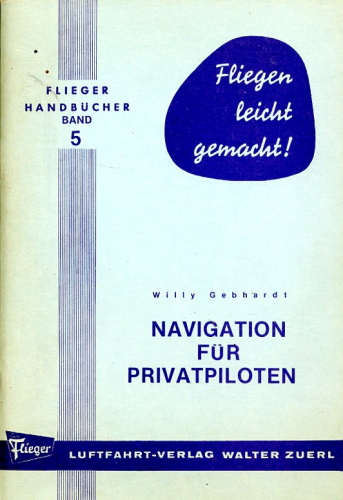 FLIEGER
HANDBÜCHER
BAND
5
Fliegen
leicht
gemacht!
Willy Gebhardt
NAVIGATION
FÜR
PRIVATPILOTEN
Flieger
LUFTFAHRT-VERLAG WALTER ZUERL